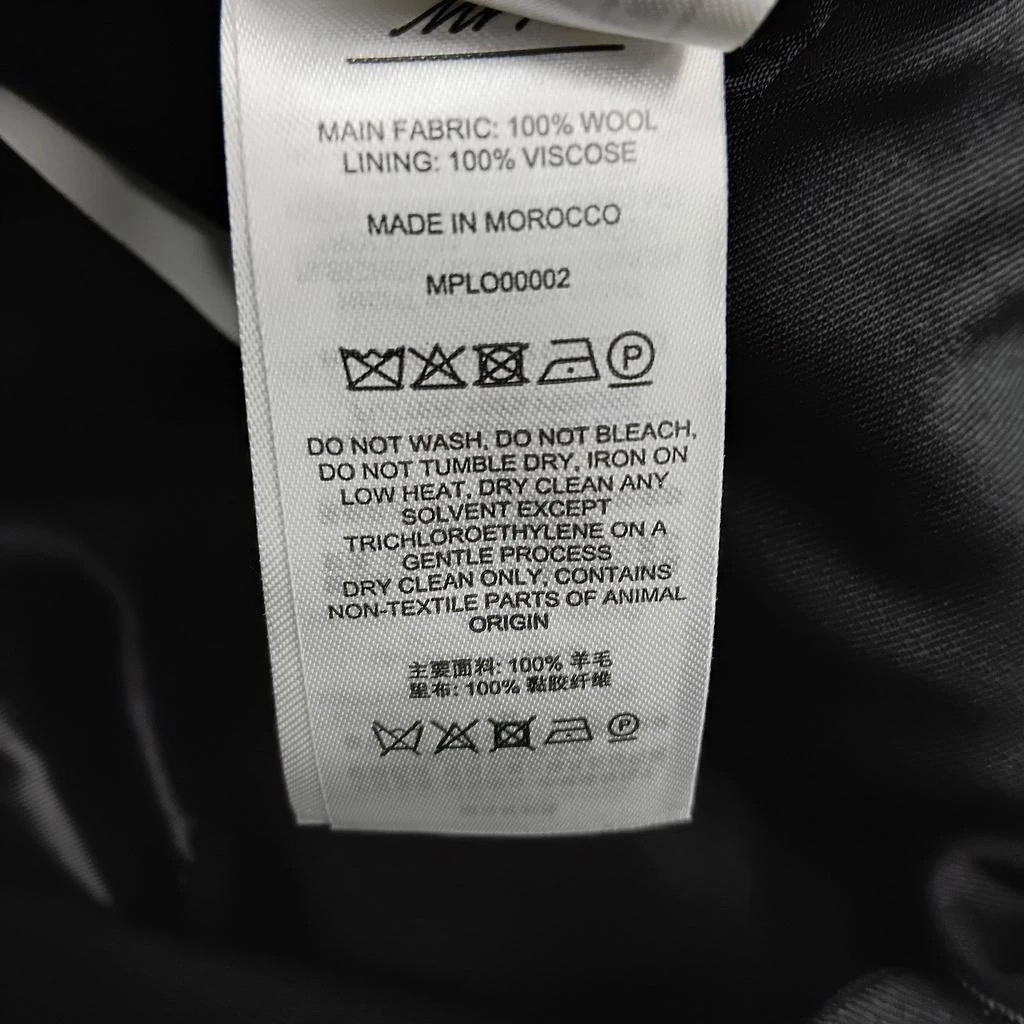 MAIN FABRIC: 100% WOOL
LINING: 100% VISCOSE
MADE IN MOROCCO
MPLO00002
P
DO NOT WASH, DO NOT BLEACH,
DO NOT TUMBLE DRY, IRON ON
LOW HEAT, DRY CLEAN ANY
SOLVENT EXCEPT
TRICHLOROETHYLENE ON A
GENTLE PROCESS
DRY CLEAN ONLY, CONTAINS
NON-TEXTILE PARTS OF ANIMAL
ORIGIN
主要面料: 100% 羊毛
里布: 100% 黏胶纤维
P